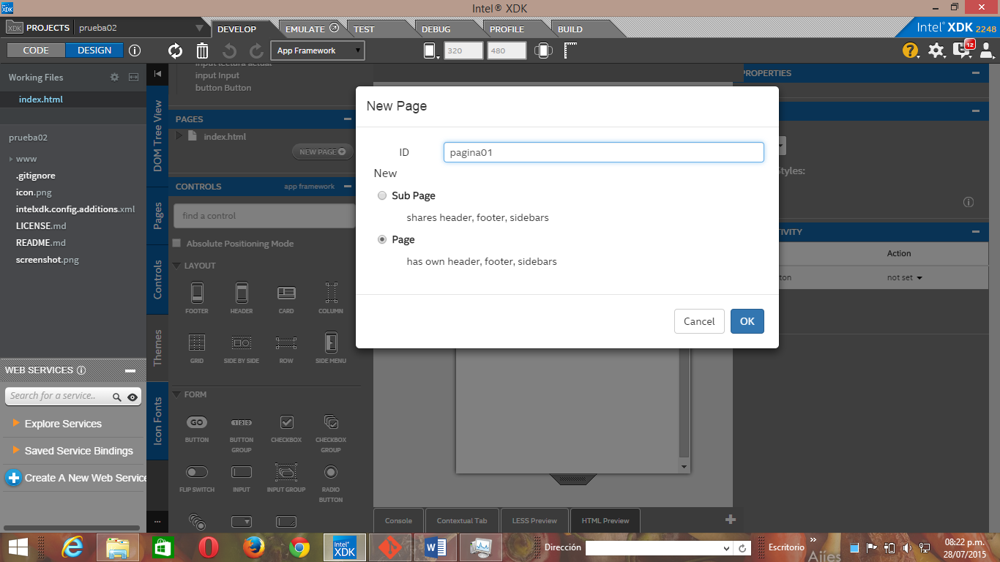 Intel® XDK
XDK PROJECTS prueba02
DEVELOP EMULATE TEST DEBUG PROFILE BUILD
Intel® XDK 2248
CODE DESIGN App Framework 320 480 12
Working Files
index.html
prueba02
www
.gitignore
icon.png
intelxdk.config.additions.xml
LICENSE.md
README.md
screenshot.png
WEB SERVICES
Search for a service..
Explore Services
Saved Service Bindings
Create A New Web Service
DOM Tree View
Pages
Controls
Themes
Icon Fonts
...
input lectura actual
input Input
button Button
PAGES
index.html
NEW PAGE
CONTROLS app framework
find a control
Absolute Positioning Mode
LAYOUT
FOOTER HEADER CARD COLUMN
GRID SIDE BY SIDE ROW SIDE MENU
FORM
GO
BUTTON BUTTON GROUP CHECKBOX CHECKBOX GROUP
FLIP SWITCH INPUT INPUT GROUP RADIO BUTTON
New Page
ID pagina01
New
Sub Page
shares header, footer, sidebars
Page
has own header, footer, sidebars
Cancel OK
PROPERTIES
Styles:
TIVITY
Action
ton not set
Console Contextual Tab LESS Preview HTML Preview
Intel XDK
Dirección
Escritorio
»
Ajíes
08:22 p.m.
28/07/2015